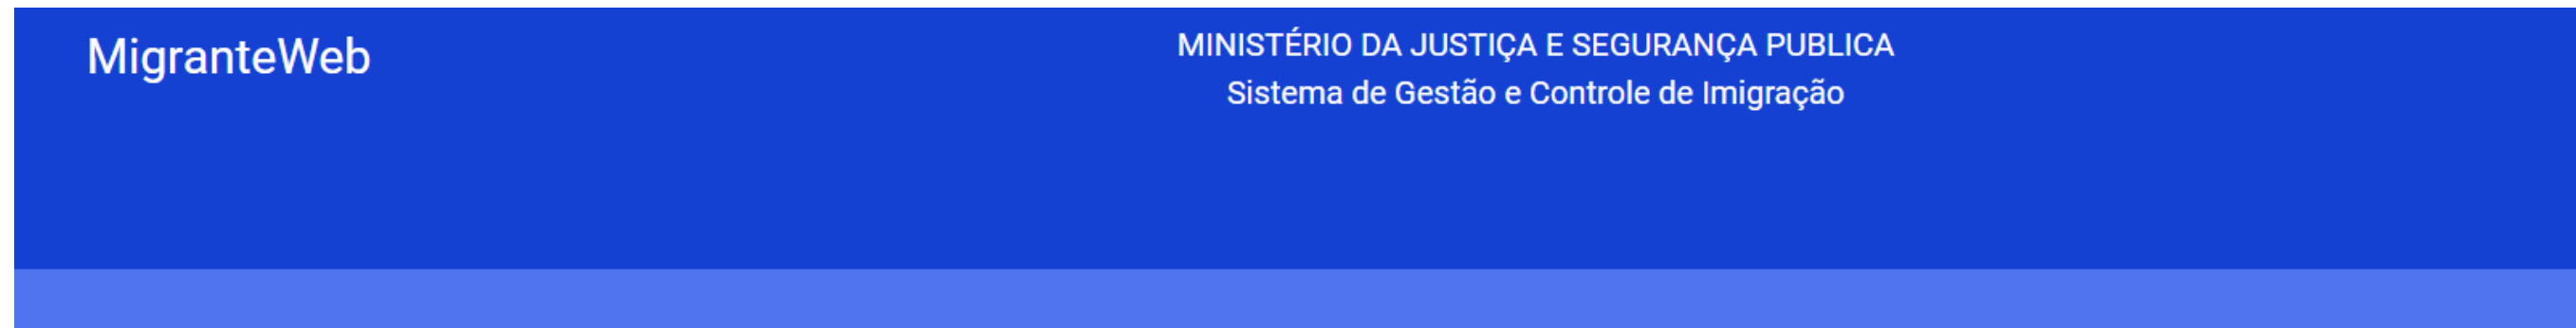 MigranteWeb
MINISTÉRIO DA JUSTIÇA E SEGURANÇA PUBLICA
Sistema de Gestão e Controle de Imigração